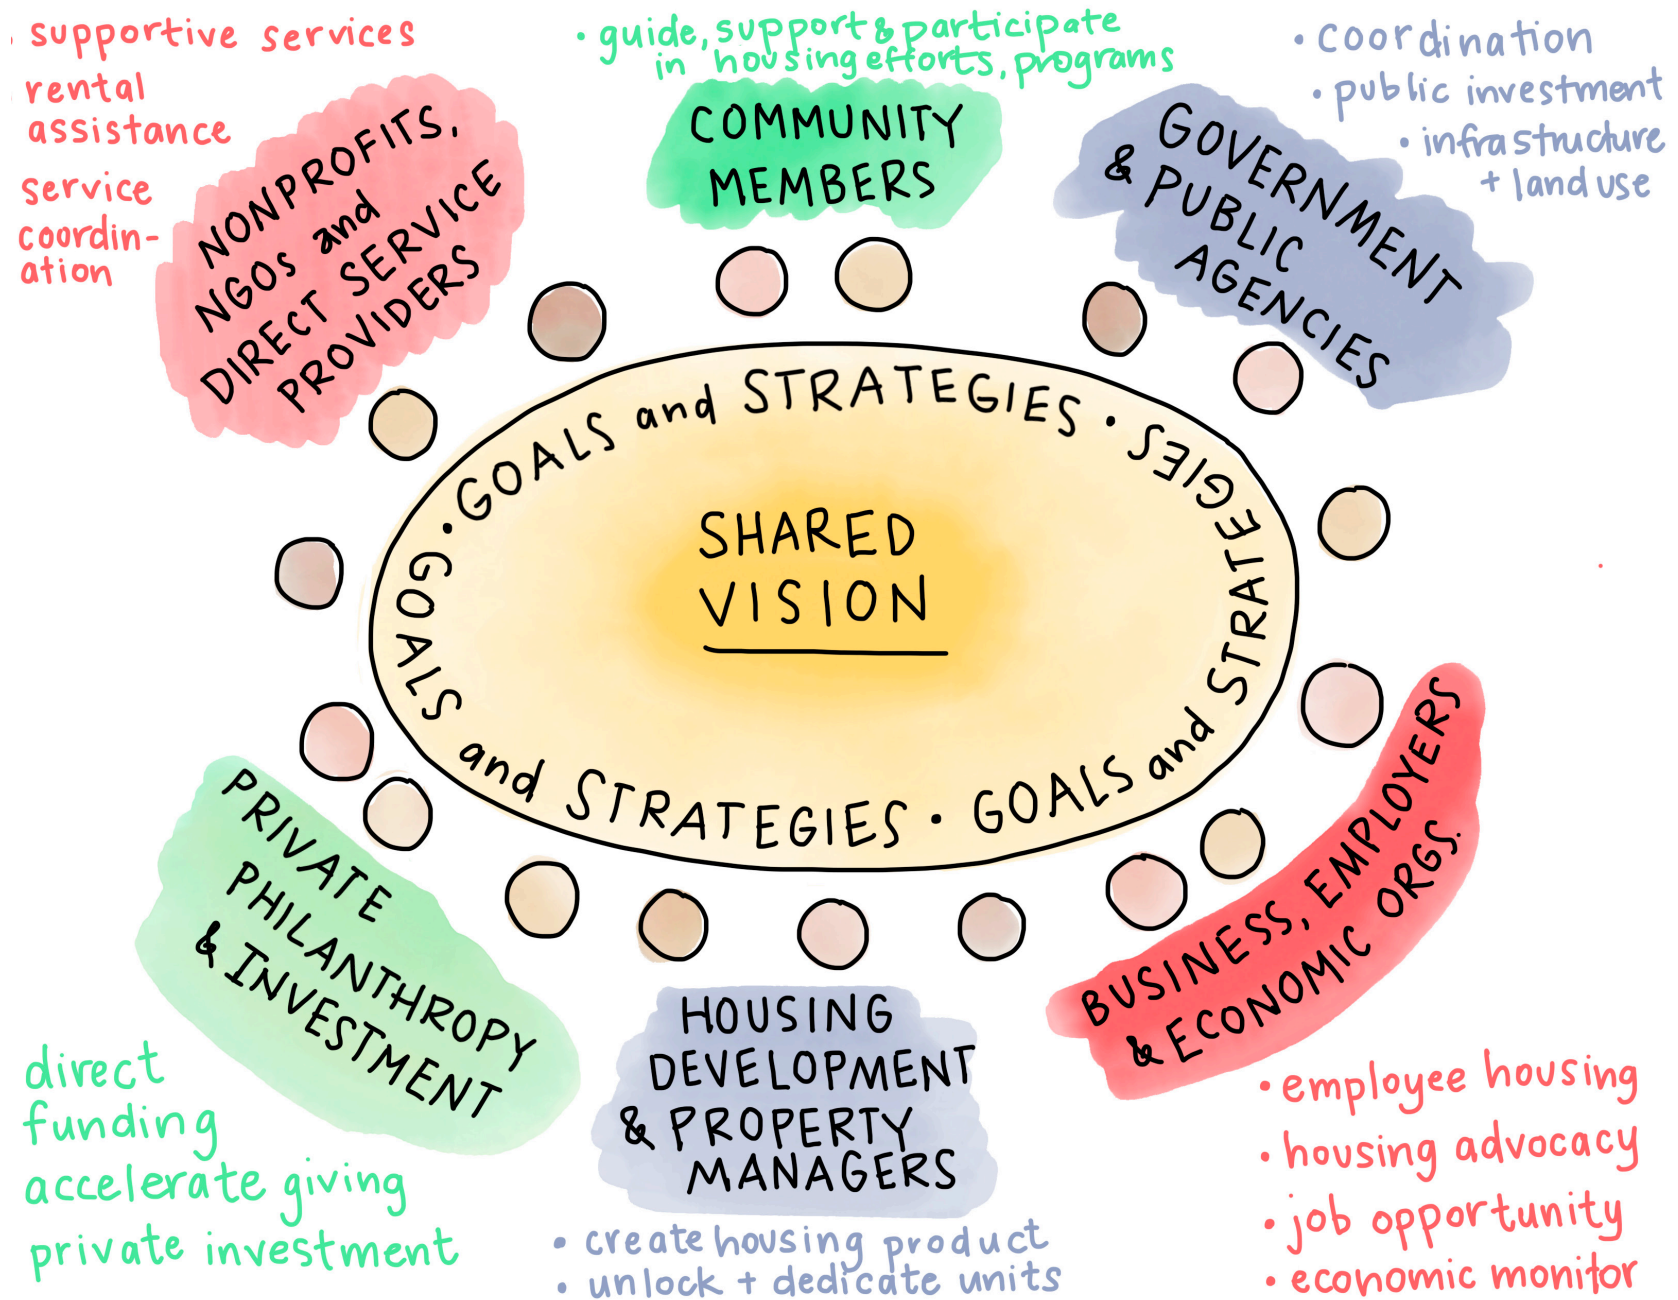 supportive services
rental
assistance
service
coordin-
ation
NONPROFITS,
NGOs and
DIRECT SERVICE
PROVIDERS
• guide, support & participate
in housing efforts, programs
COMMUNITY
MEMBERS
• coordination
• public investment
• infrastructure
+ land use
GOVERNMENT
& PUBLIC
AGENCIES
• GOALS and STRATEGIES •
GOALS and STRATEGIES
• GOALS and STRATEGIES
SHARED
VISION
PRIVATE
PHILANTHROPY
& INVESTMENT
direct
funding
accelerate giving
private investment
HOUSING
DEVELOPMENT
& PROPERTY
MANAGERS
• create housing product
• unlock + dedicate units
BUSINESS, EMPLOYERS
& ECONOMIC ORGS.
• employee housing
• housing advocacy
• job opportunity
• economic monitor